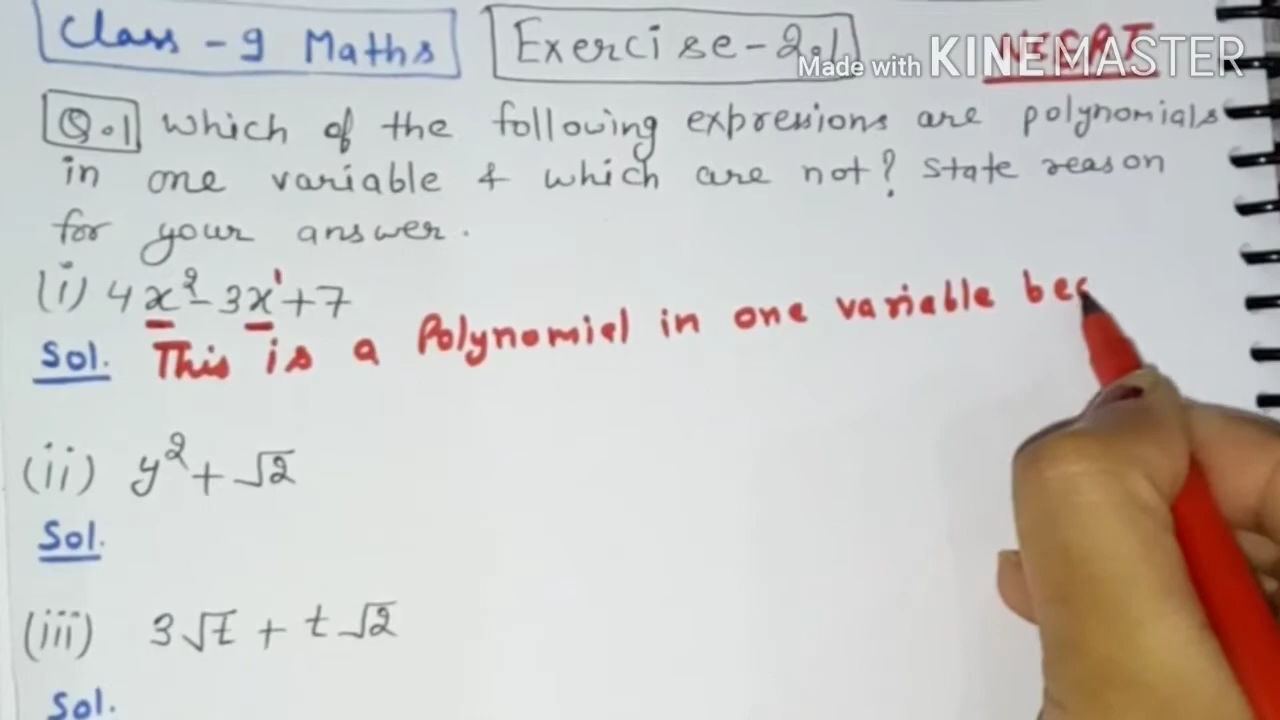 Class - 9 Maths Exercise - 2.1 NCERT
Made with KINEMASTER
Q.1 Which of the following expressions are polynomials
in one variable & which are not? State reason
for your answer.
(i) 4x² - 3x¹ + 7
Sol. This is a Polynomial in one variable bec
(ii) y² + √2
Sol.
(iii) 3√t + t√2
Sol.